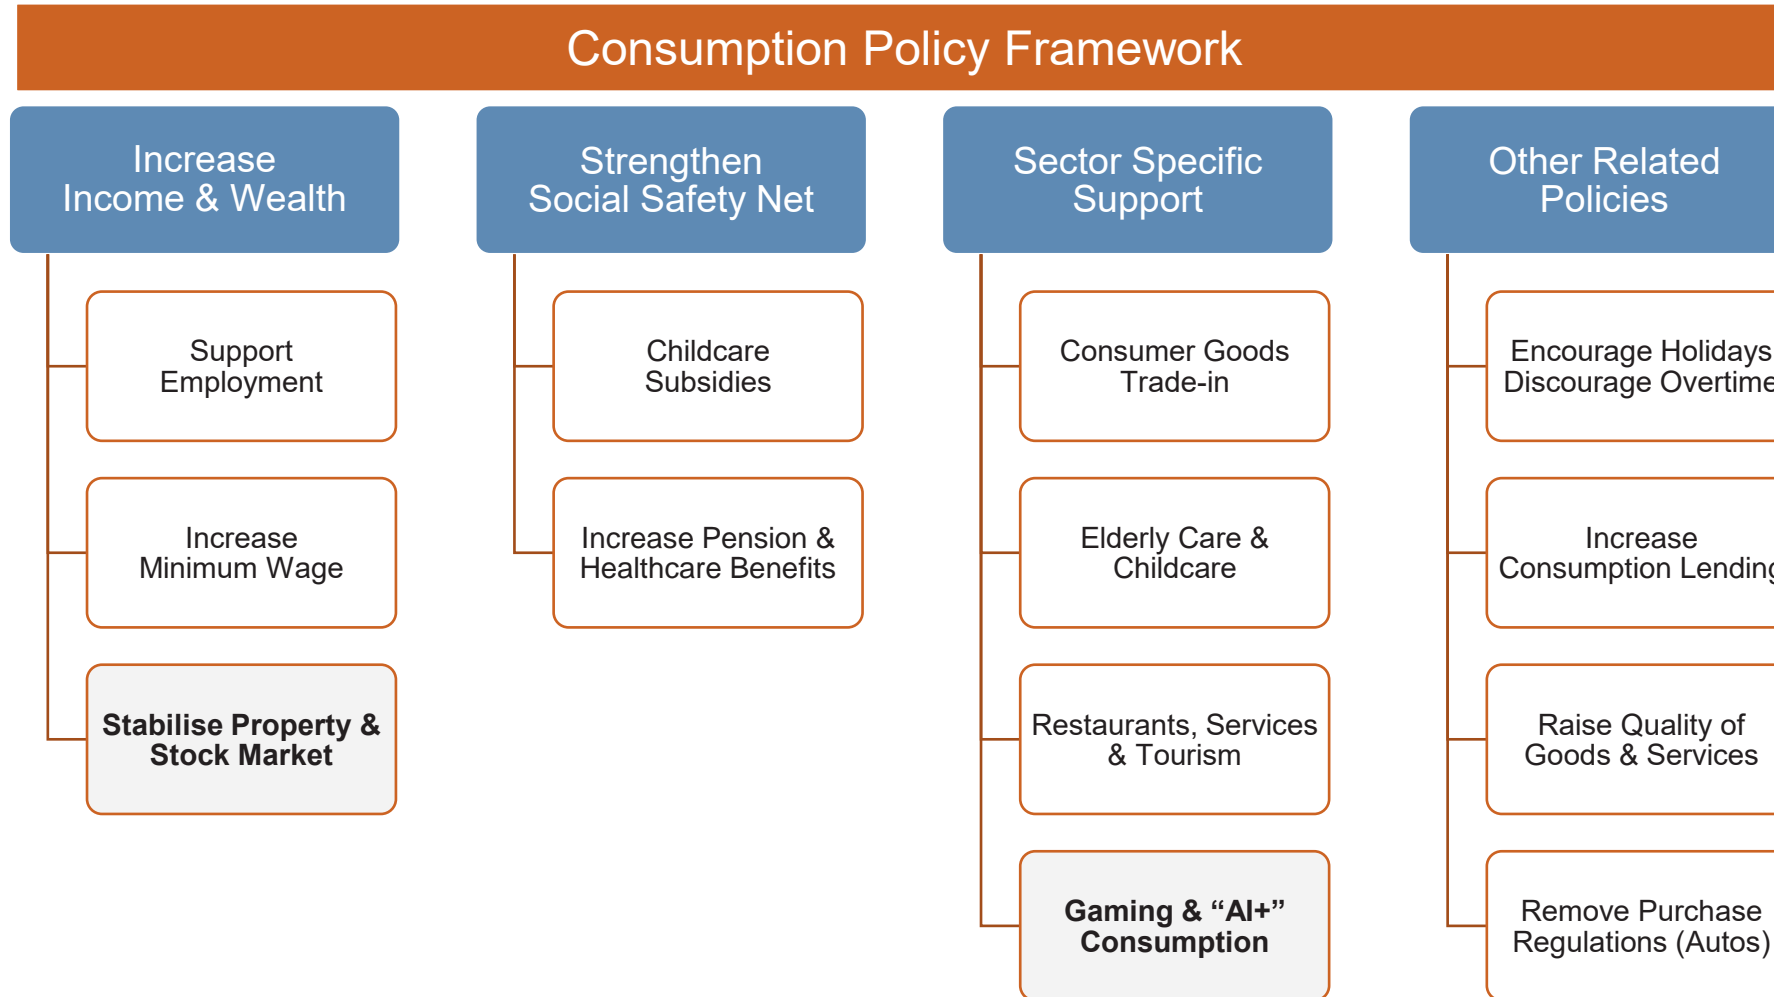 Consumption Policy Framework
Increase
Income & Wealth
Support
Employment
Increase
Minimum Wage
Stabilise Property &
Stock Market
Strengthen
Social Safety Net
Childcare
Subsidies
Increase Pension &
Healthcare Benefits
Sector Specific
Support
Consumer Goods
Trade-in
Elderly Care &
Childcare
Restaurants, Services
& Tourism
Gaming & “AI+”
Consumption
Other Related
Policies
Encourage Holidays
Discourage Overtime
Increase
Consumption Lending
Raise Quality of
Goods & Services
Remove Purchase
Regulations (Autos)